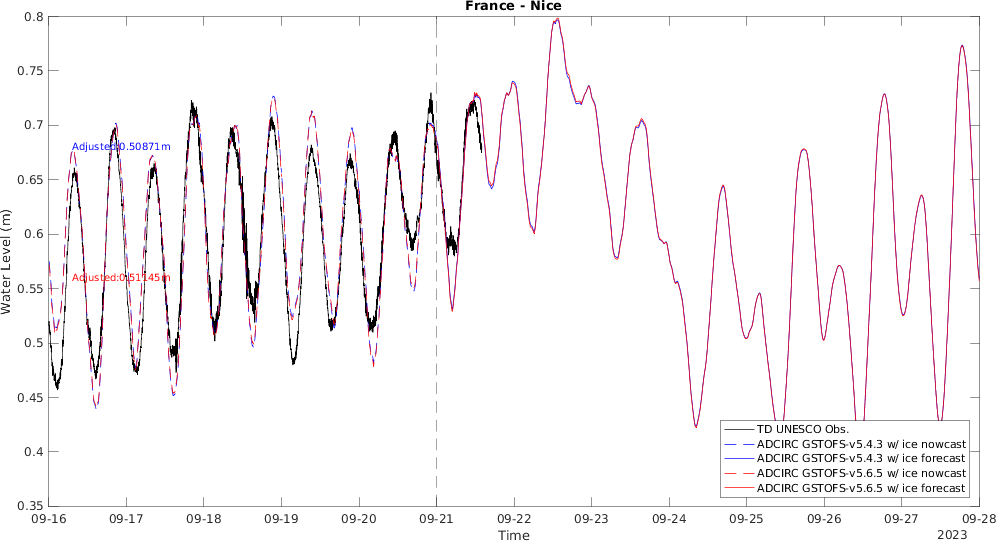 France - Nice
Water Level (m)
0.8
0.75
0.7
0.65
0.6
0.55
0.5
0.45
0.4
0.35
Adjusted:0.50871m
Adjusted:0.51145m
TD UNESCO Obs.
ADCIRC GSTOFS-v5.4.3 w/ ice nowcast
ADCIRC GSTOFS-v5.4.3 w/ ice forecast
ADCIRC GSTOFS-v5.6.5 w/ ice nowcast
ADCIRC GSTOFS-v5.6.5 w/ ice forecast
09-16 09-17 09-18 09-19 09-20 09-21 09-22 09-23 09-24 09-25 09-26 09-27 09-28
Time
2023